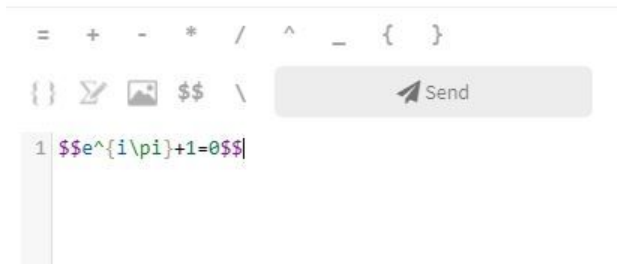 = + - * / ^ _ { }
{} $$ \ Send
1 $$e^{i\pi}+1=0$$